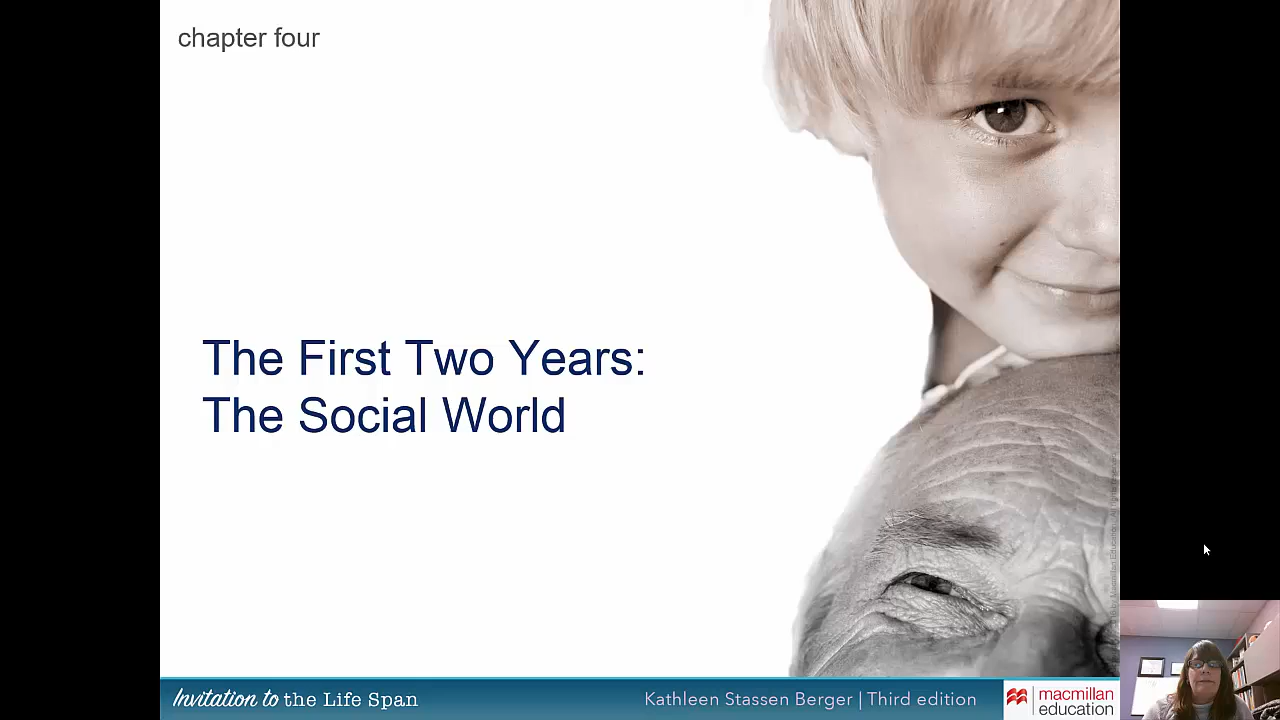 chapter four
The First Two Years:
The Social World
Invitation to the Life Span
Kathleen Stassen Berger | Third edition
macmillan
education